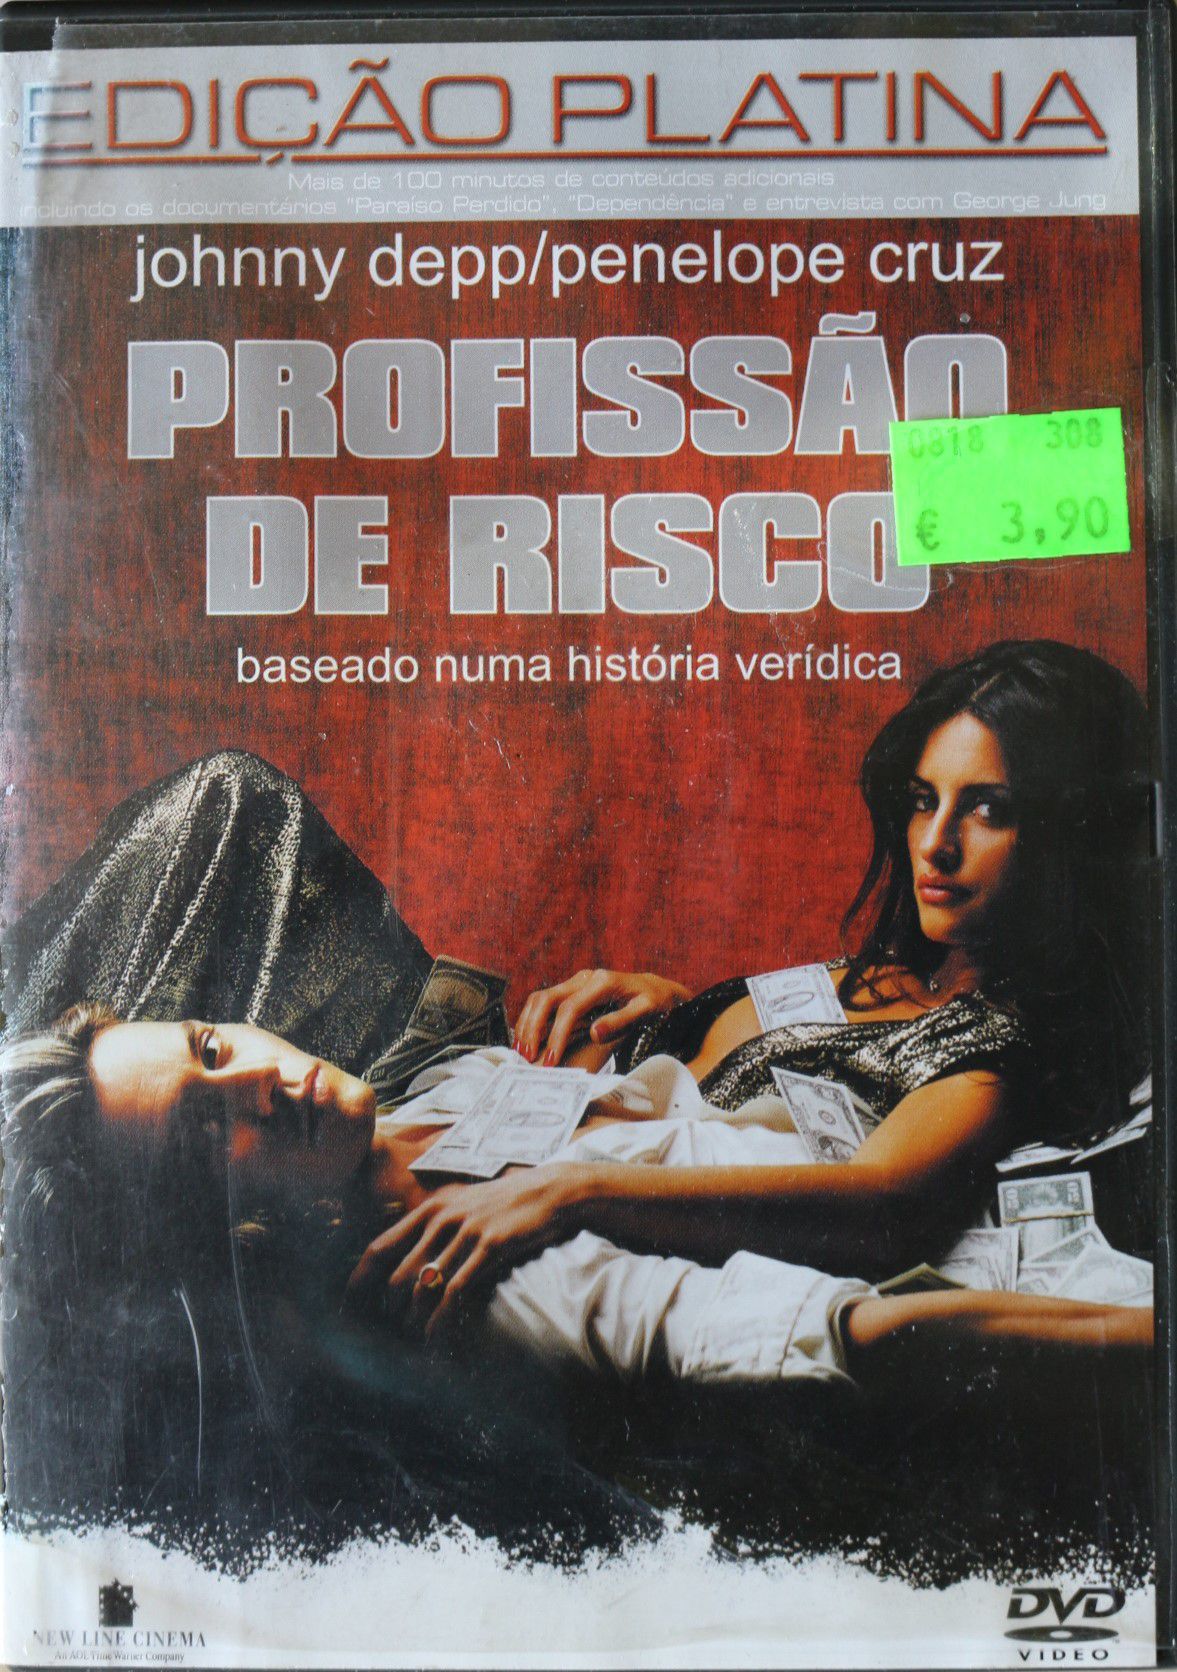 EDIÇÃO PLATINA
Mais de 100 minutos de conteúdos adicionais
incluindo os documentários "Paraíso Perdido", "Dependência" e entrevista com George Jung
johnny depp/penelope cruz
PROFISSÃO
0818 308
€ 3,90
DE RISCO
baseado numa história verídica
NEW LINE CINEMA
An AOL Time Warner Company
DVD
VIDEO